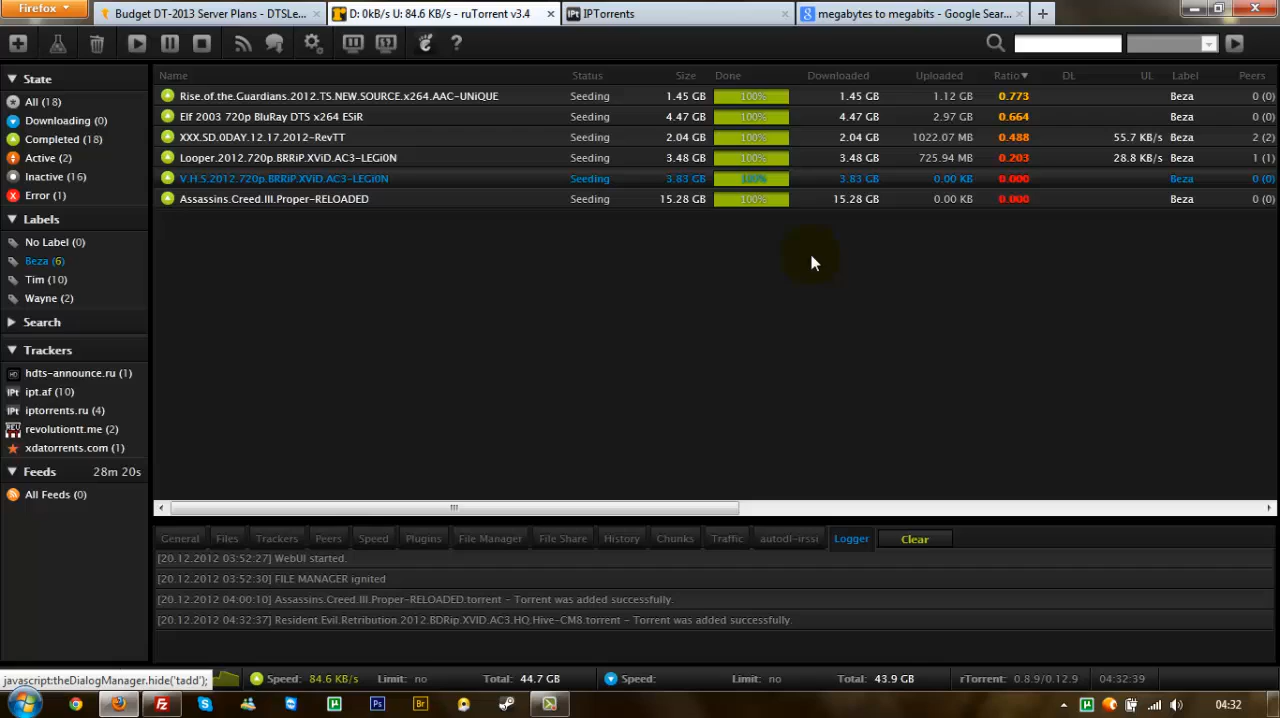 Firefox
Budget DT-2013 Server Plans - DTSLe...
D: 0kB/s U: 84.6 KB/s - ruTorrent v3.4
IPTorrents
megabytes to megabits - Google Sear...
State
All (18)
Downloading (0)
Completed (18)
Active (2)
Inactive (16)
Error (1)
Labels
No Label (0)
Beza (6)
Tim (10)
Wayne (2)
Search
Trackers
hdts-announce.ru (1)
ipt.af (10)
iptorrents.ru (4)
revolutiontt.me (2)
xdatorrents.com (1)
Feeds 28m 20s
All Feeds (0)
Name Status Size Done Downloaded Uploaded Ratio▼ DL UL Label Peers
Rise.of.the.Guardians.2012.TS.NEW.SOURCE.x264.AAC-UNiQUE Seeding 1.45 GB 100% 1.45 GB 1.12 GB 0.773 Beza 0 (0)
Elf 2003 720p BluRay DTS x264 ESiR Seeding 4.47 GB 100% 4.47 GB 2.97 GB 0.664 Beza 0 (0)
XXX.SD.0DAY.12.17.2012-RevTT Seeding 2.04 GB 100% 2.04 GB 1022.07 MB 0.488 55.7 KB/s Beza 2 (2)
Looper.2012.720p.BRRiP.XViD.AC3-LEGi0N Seeding 3.48 GB 100% 3.48 GB 725.94 MB 0.203 28.8 KB/s Beza 1 (1)
V.H.S.2012.720p.BRRiP.XViD.AC3-LEGi0N Seeding 3.83 GB 100% 3.83 GB 0.00 KB 0.000 Beza 0 (0)
Assassins.Creed.III.Proper-RELOADED Seeding 15.28 GB 100% 15.28 GB 0.00 KB 0.000 Beza 0 (0)
General Files Trackers Peers Speed Plugins File Manager File Share History Chunks Traffic autodl-irssi Logger Clear
[20.12.2012 03:52:27] WebUI started.
[20.12.2012 03:52:30] FILE MANAGER ignited
[20.12.2012 04:00:10] Assassins.Creed.III.Proper-RELOADED.torrent - Torrent was added successfully.
[20.12.2012 04:32:37] Resident.Evil.Retribution.2012.BDRip.XVID.AC3.HQ.Hive-CM8.torrent - Torrent was added successfully.
javascript:theDialogManager.hide('tadd');
Speed: 84.6 KB/s Limit: no Total: 44.7 GB Speed: Limit: no Total: 43.9 GB rTorrent: 0.8.9/0.12.9 04:32:39
04:32